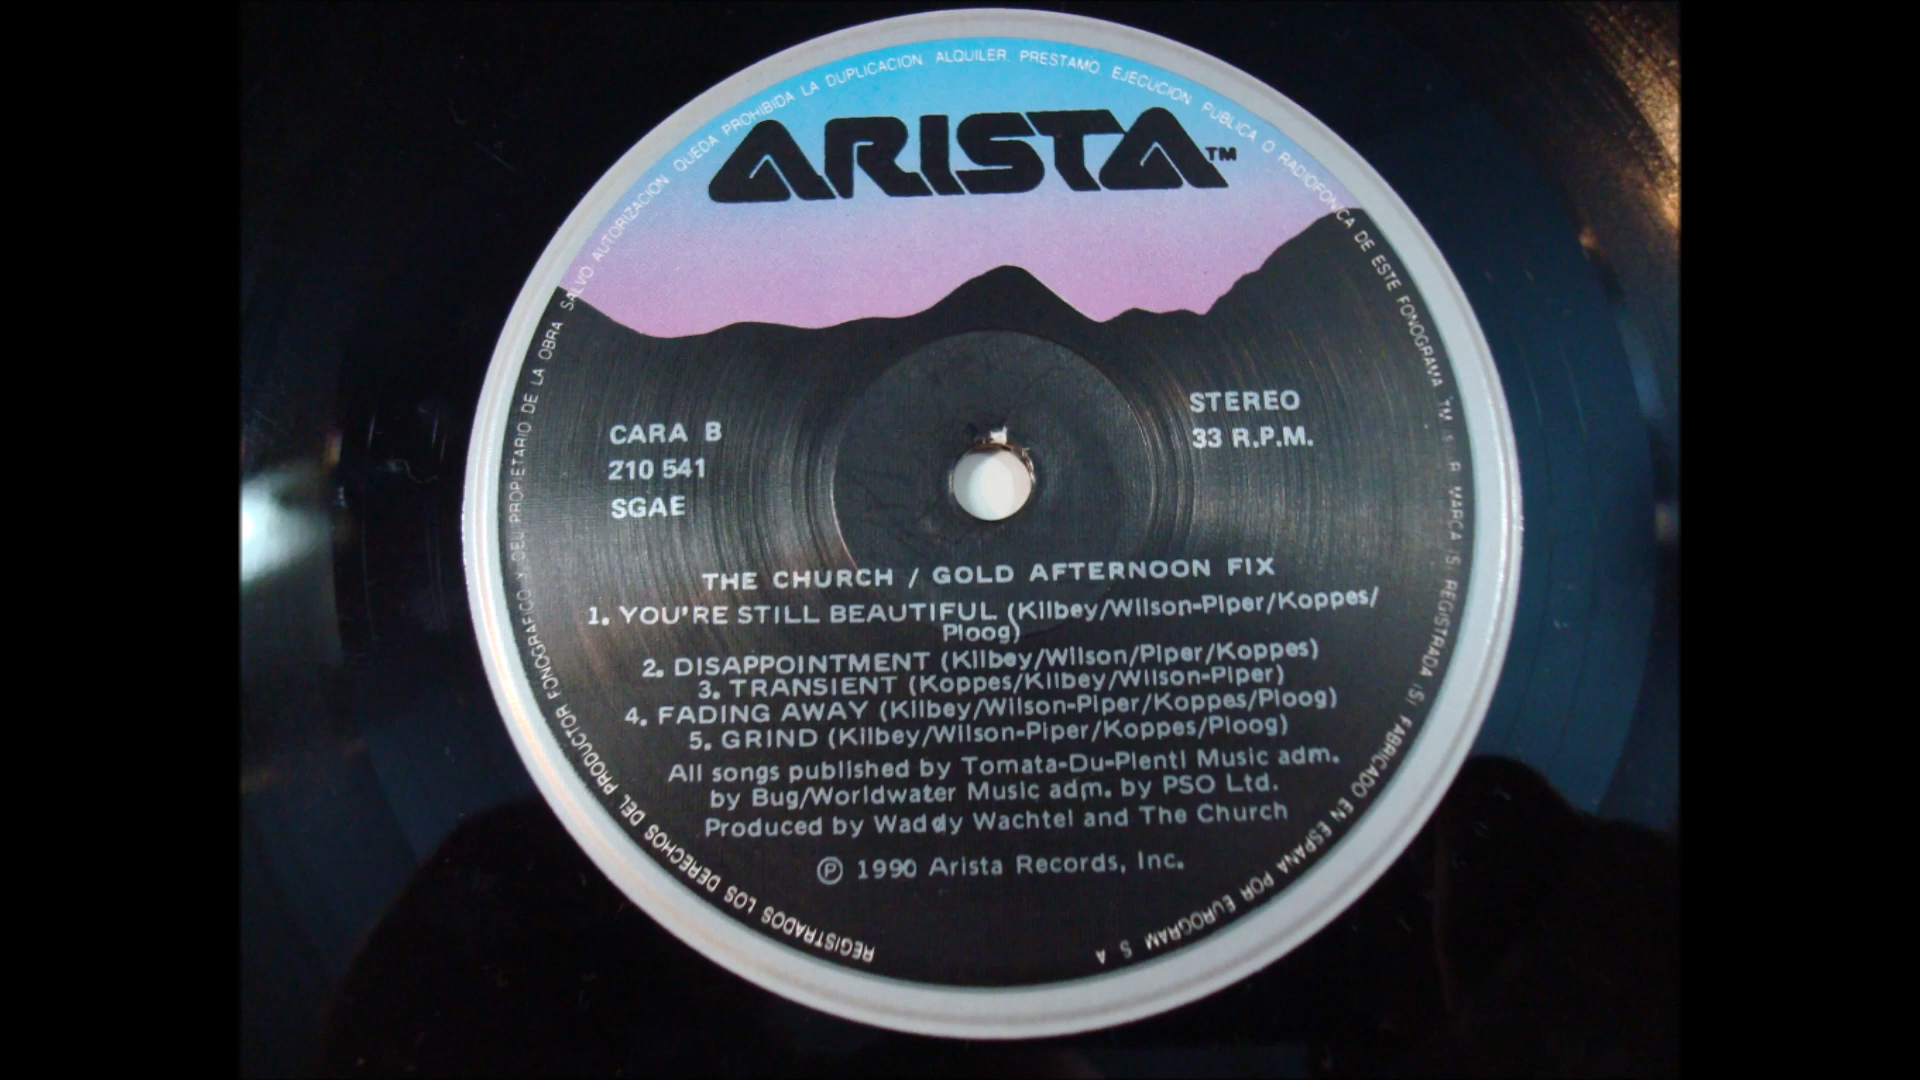 REGISTRADOS LOS DERECHOS DEL PRODUCTOR FONOGRAFICO Y DEL PROPIETARIO DE LA OBRA SALVO AUTORIZACION QUEDA PROHIBIDA LA DUPLICACION ALQUILER PRESTAMO EJECUCION PUBLICA O RADIOFONICA DE ESTE FONOGRAMA TM IS R MARCA(S) REGISTRADA (S) FABRICADO EN ESPAÑA POR EUROGRAM S A
ARISTA™
CARA B
210 541
SGAE
STEREO
33 R.P.M.
THE CHURCH / GOLD AFTERNOON FIX
1. YOU'RE STILL BEAUTIFUL (Kilbey/Wilson-Piper/Koppes/
Ploog)
2. DISAPPOINTMENT (Kilbey/Wilson/Piper/Koppes)
3. TRANSIENT (Koppes/Kilbey/Wilson-Piper)
4. FADING AWAY (Kilbey/Wilson-Piper/Koppes/Ploog)
5. GRIND (Kilbey/Wilson-Piper/Koppes/Ploog)
All songs published by Tomata-Du-Plenti Music adm.
by Bug/Worldwater Music adm. by PSO Ltd.
Produced by Waddy Wachtel and The Church
Ⓟ 1990 Arista Records, Inc.